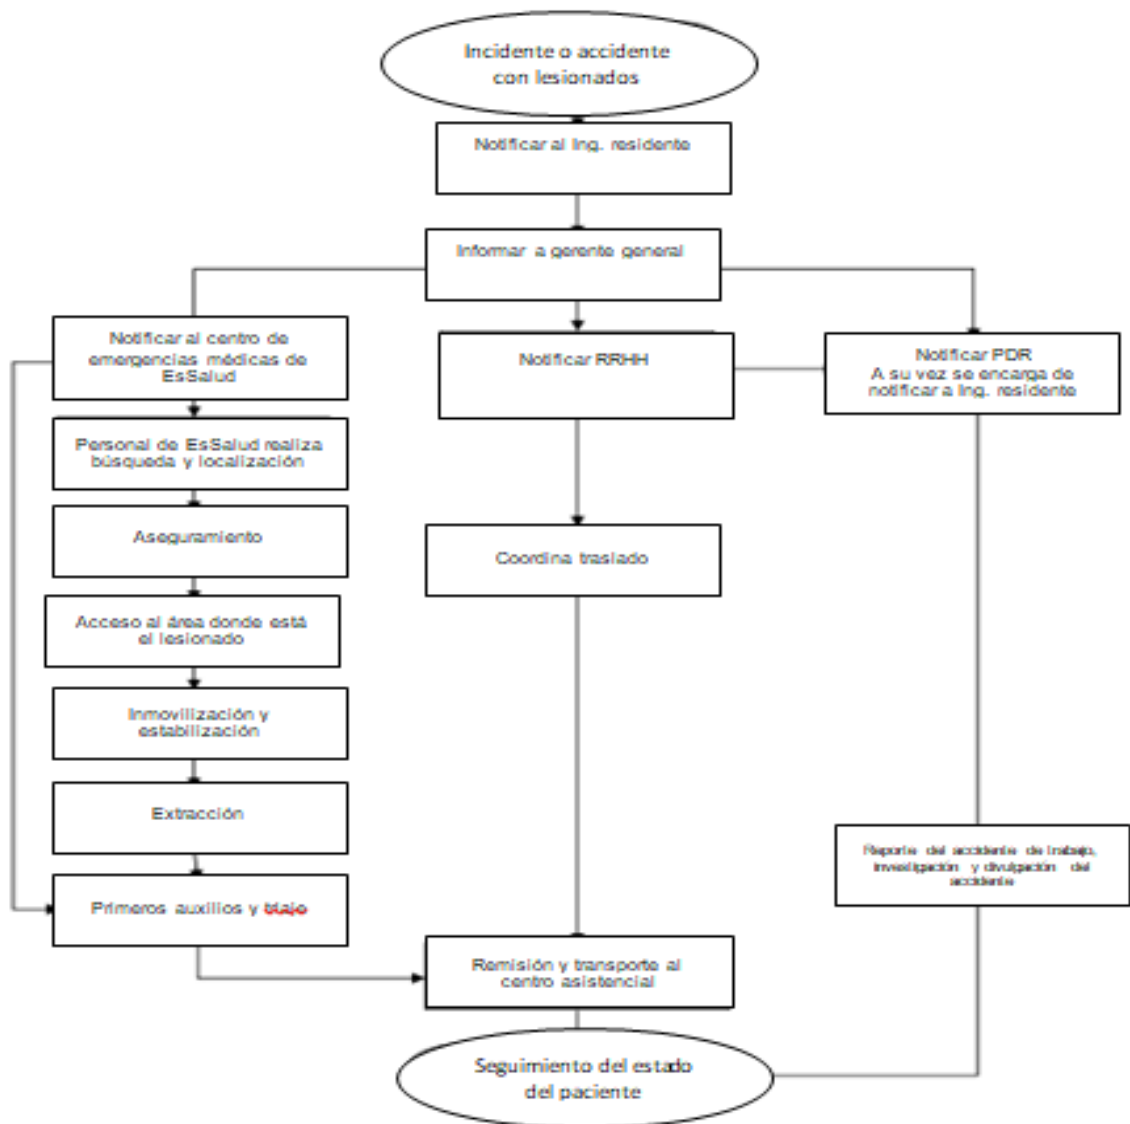 Incidente o accidente
con lesionados
Notificar al Ing. residente
Informar a gerente general
Notificar al centro de
emergencias médicas de
EsSalud
Notificar RRHH
Notificar PDR
A su vez se encarga de
notificar a Ing. residente
Personal de EsSalud realiza
búsqueda y localización
Aseguramiento
Coordina traslado
Acceso al área donde está
el lesionado
Inmovilización y
estabilización
Extracción
Reporte del accidente de trabajo,
investigación y divulgación del
accidente
Primeros auxilios y triaje
Remisión y transporte al
centro asistencial
Seguimiento del estado
del paciente